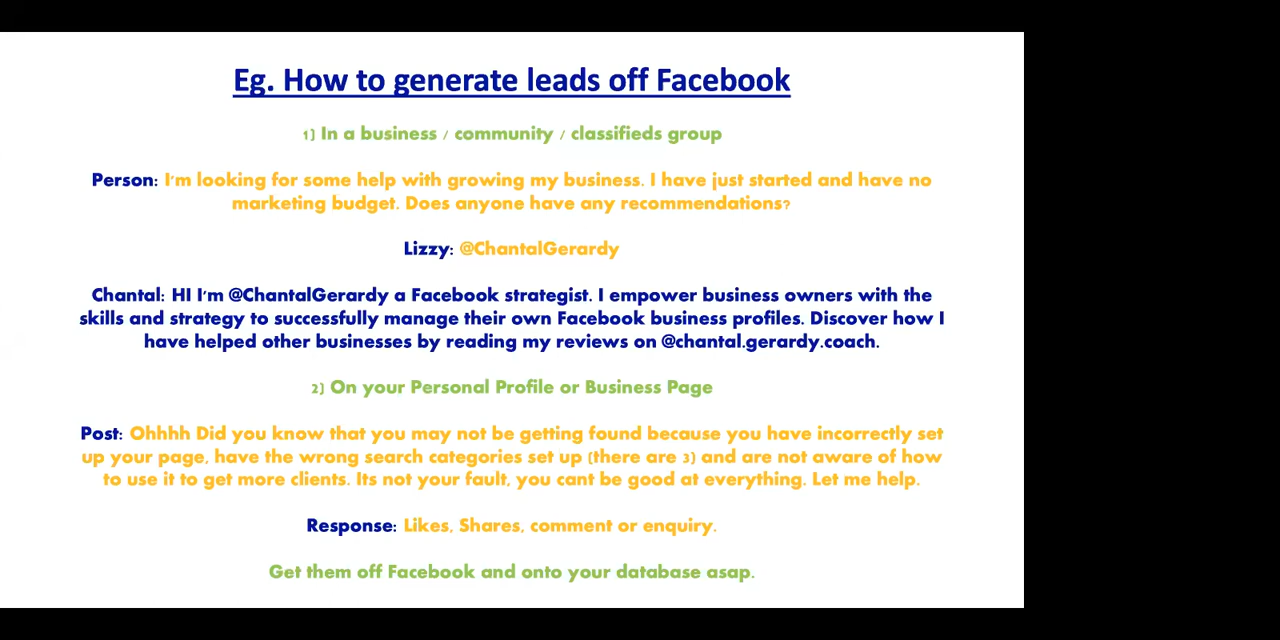 Eg. How to generate leads off Facebook
1) In a business / community / classifieds group
Person: I'm looking for some help with growing my business. I have just started and have no
marketing budget. Does anyone have any recommendations?
Lizzy: @ChantalGerardy
Chantal: HI I'm @ChantalGerardy a Facebook strategist. I empower business owners with the
skills and strategy to successfully manage their own Facebook business profiles. Discover how I
have helped other businesses by reading my reviews on @chantal.gerardy.coach.
2) On your Personal Profile or Business Page
Post: Ohhhh Did you know that you may not be getting found because you have incorrectly set
up your page, have the wrong search categories set up (there are 3) and are not aware of how
to use it to get more clients. Its not your fault, you cant be good at everything. Let me help.
Response: Likes, Shares, comment or enquiry.
Get them off Facebook and onto your database asap.